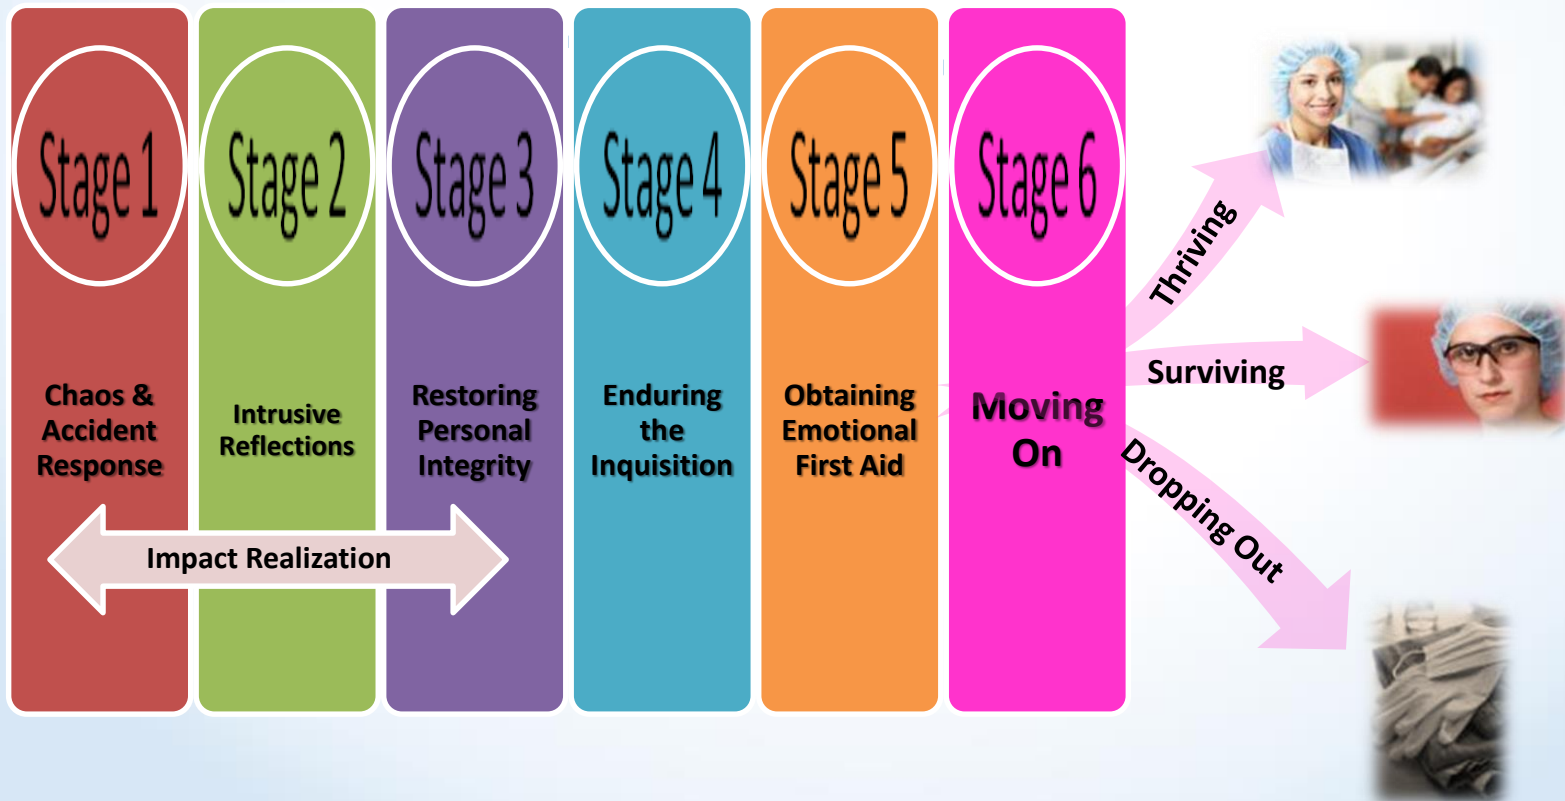 Stage 1
Stage 2
Stage 3
Stage 4
Stage 5
Stage 6
Chaos &
Accident
Response
Intrusive
Reflections
Restoring
Personal
Integrity
Enduring
the
Inquisition
Obtaining
Emotional
First Aid
Moving
On
Impact Realization
Thriving
Surviving
Dropping Out